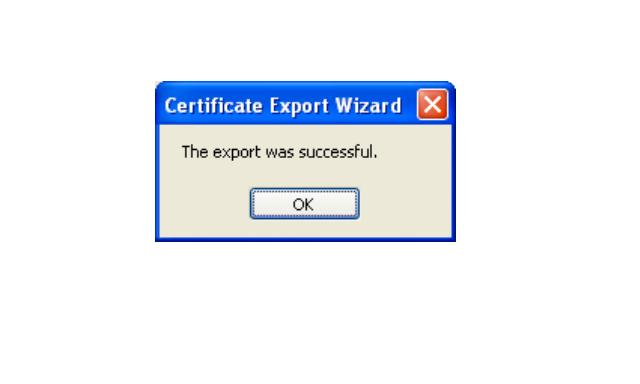 Certificate Export Wizard
The export was successful.
OK